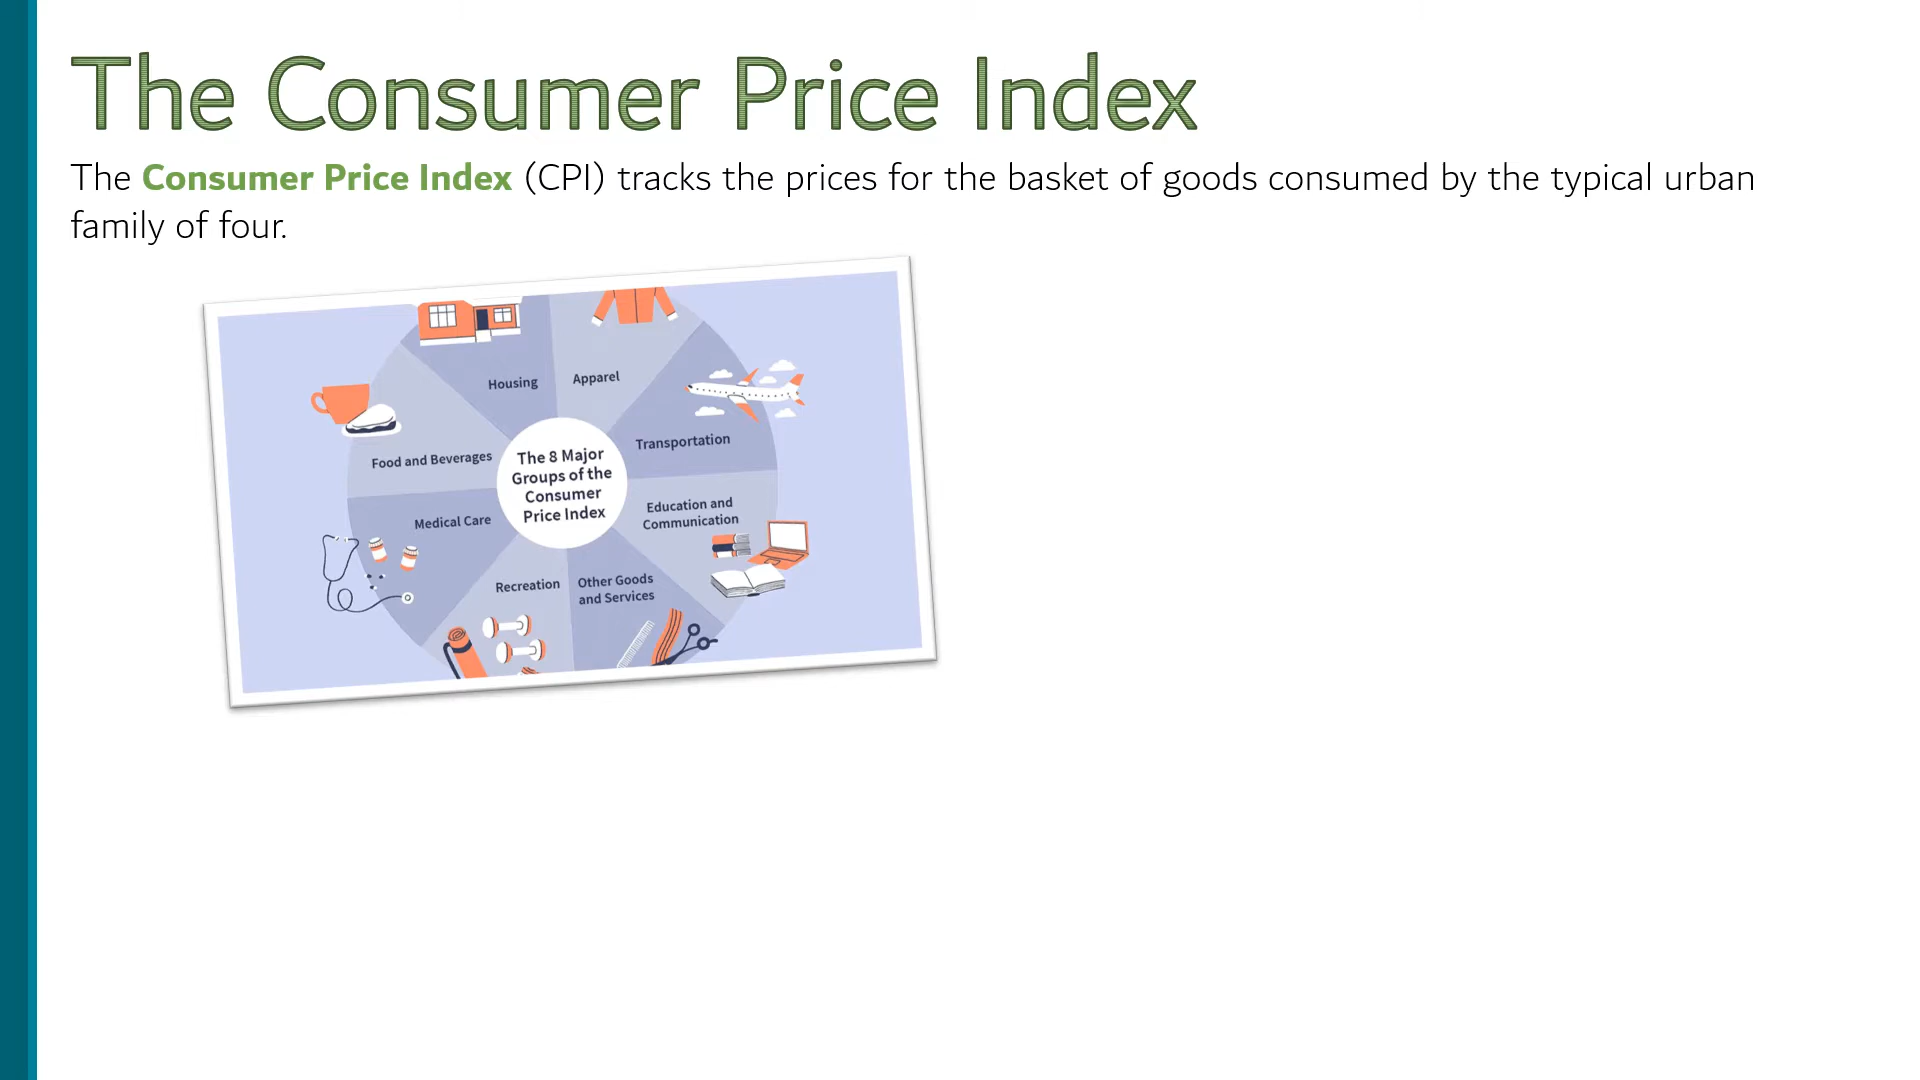 The Consumer Price Index
The Consumer Price Index (CPI) tracks the prices for the basket of goods consumed by the typical urban
family of four.
Housing
Apparel
Transportation
Food and Beverages
The 8 Major
Groups of the
Consumer
Price Index
Education and
Communication
Medical Care
Recreation
Other Goods
and Services